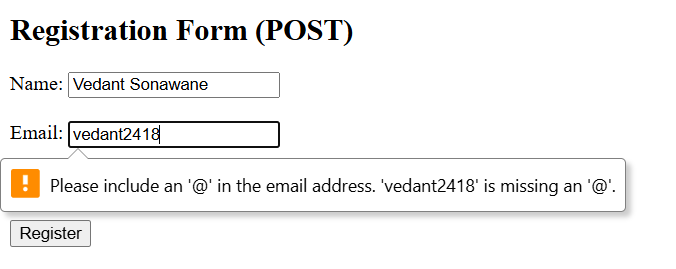 Registration Form (POST)
Name: Vedant Sonawane
Email: vedant2418
Please include an '@' in the email address. 'vedant2418' is missing an '@'.
Register